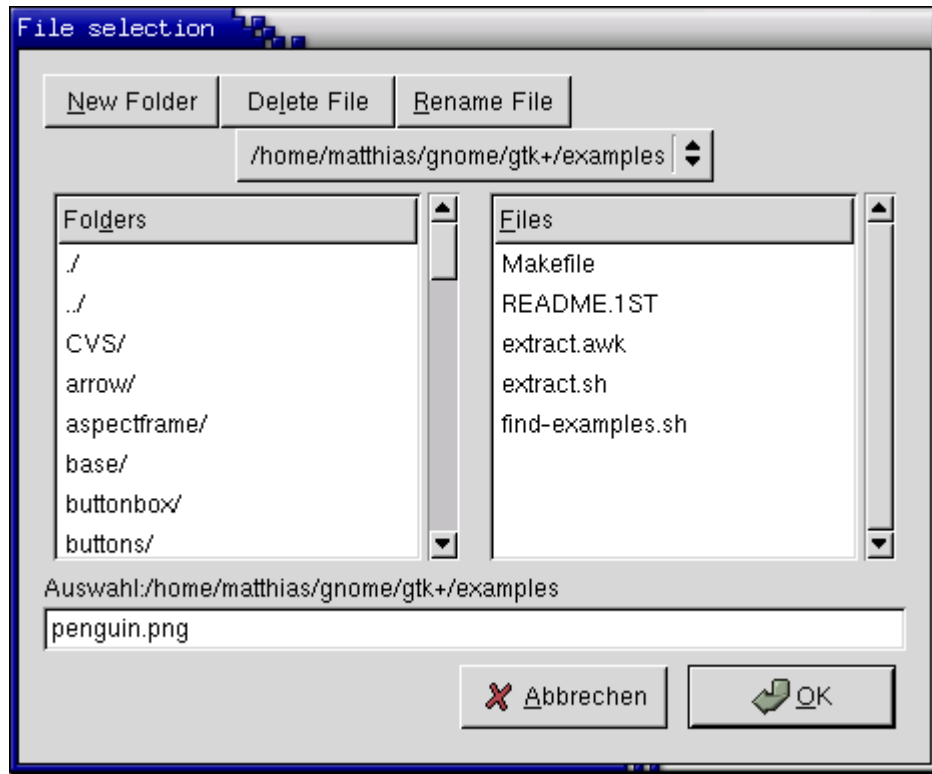 File selection
New Folder Delete File Rename File
/home/matthias/gnome/gtk+/examples
Folders
./
../
CVS/
arrow/
aspectframe/
base/
buttonbox/
buttons/
Files
Makefile
README.1ST
extract.awk
extract.sh
find-examples.sh
Auswahl:/home/matthias/gnome/gtk+/examples
penguin.png
Abbrechen OK